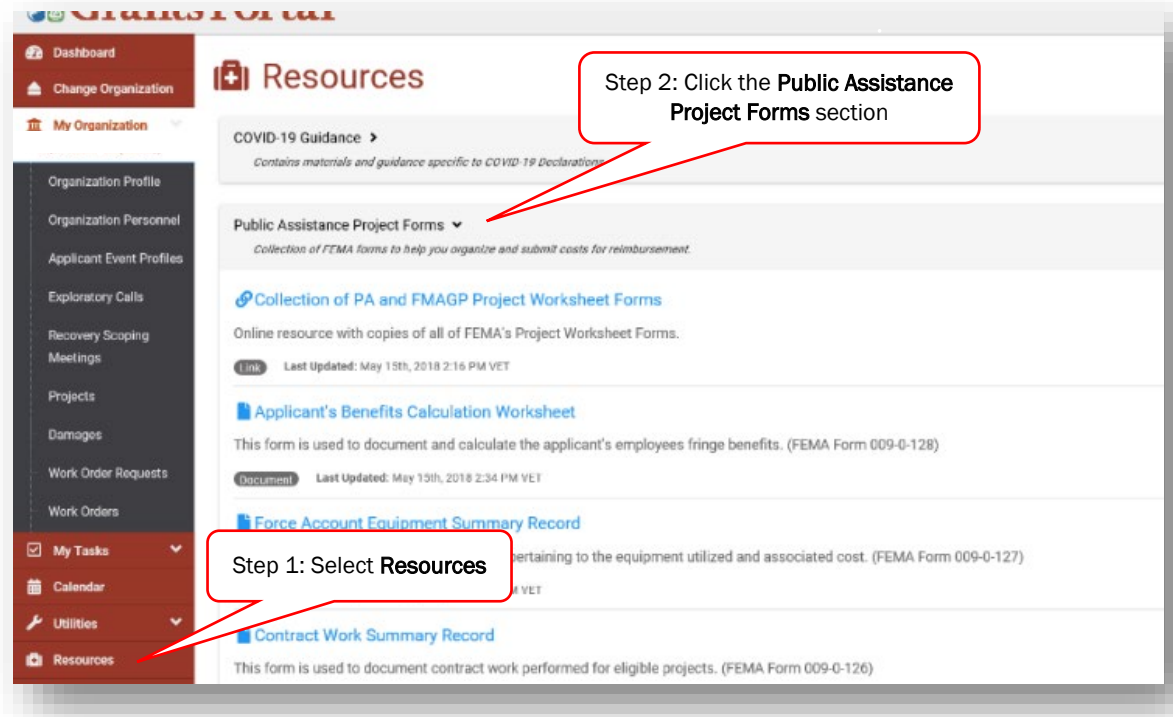 Grants Portal
Dashboard
Change Organization
My Organization
Organization Profile
Organization Personnel
Applicant Event Profiles
Exploratory Calls
Recovery Scoping
Meetings
Projects
Damages
Work Order Requests
Work Orders
My Tasks
Calendar
Utilities
Resources
Resources
Step 2: Click the Public Assistance
Project Forms section
COVID-19 Guidance
Contains materials and guidance specific to COVID-19 Declarations
Public Assistance Project Forms
Collection of FEMA forms to help you organize and submit costs for reimbursement.
Collection of PA and FMAGP Project Worksheet Forms
Online resource with copies of all of FEMA's Project Worksheet Forms.
Link Last Updated: May 15th, 2018 2:16 PM VET
Applicant's Benefits Calculation Worksheet
This form is used to document and calculate the applicant's employees fringe benefits. (FEMA Form 009-0-128)
Document Last Updated: May 15th, 2018 2:34 PM VET
Force Account Equipment Summary Record
pertaining to the equipment utilized and associated cost. (FEMA Form 009-0-127)
VET
Step 1: Select Resources
Contract Work Summary Record
This form is used to document contract work performed for eligible projects. (FEMA Form 009-0-126)